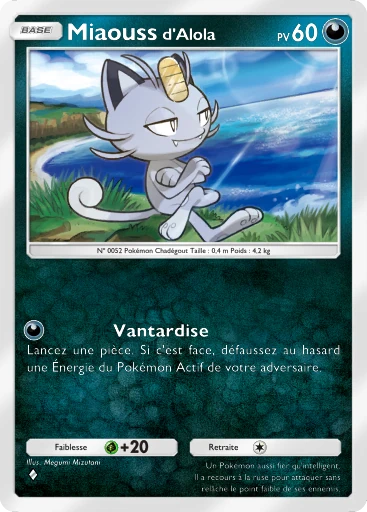 BASE
Miaouss d'Alola
PV 60
N° 0052 Pokémon Chadégout Taille : 0,4 m Poids : 4,2 kg
Vantardise
Lancez une pièce. Si c'est face, défaussez au hasard
une Énergie du Pokémon Actif de votre adversaire.
Faiblesse +20
Retraite
Illus. Megumi Mizutani
Un Pokémon aussi fier qu'intelligent.
Il a recours à la ruse pour attaquer sans
relâche le point faible de ses ennemis.